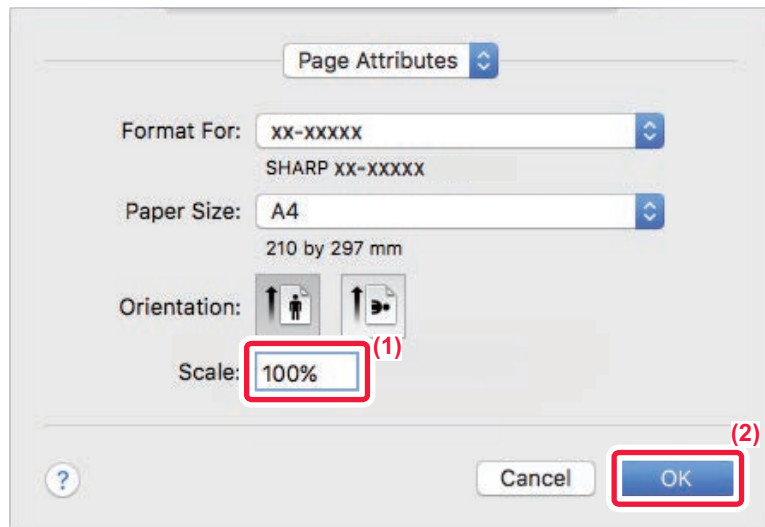 Page Attributes
Format For: xx-xxxxx
SHARP xx-xxxxx
Paper Size: A4
210 by 297 mm
Orientation:
(1)
Scale: 100%
(2)
? Cancel OK